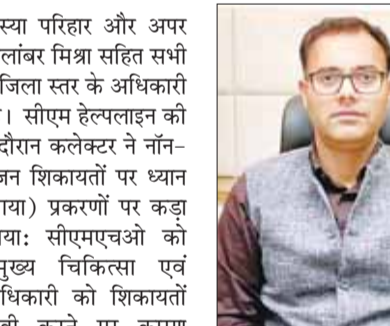 स्या परिहार और अपर
लांबर मिश्रा सहित सभी
जिला स्तर के अधिकारी
। सीएम हेल्पलाइन की
दौरान कलेक्टर ने नॉन-
जन शिकायतों पर ध्यान
ाया) प्रकरणों पर कड़ा
ाया: सीएमएचओ को
मुख्य चिकित्सा एवं
धिकारी को शिकायतों